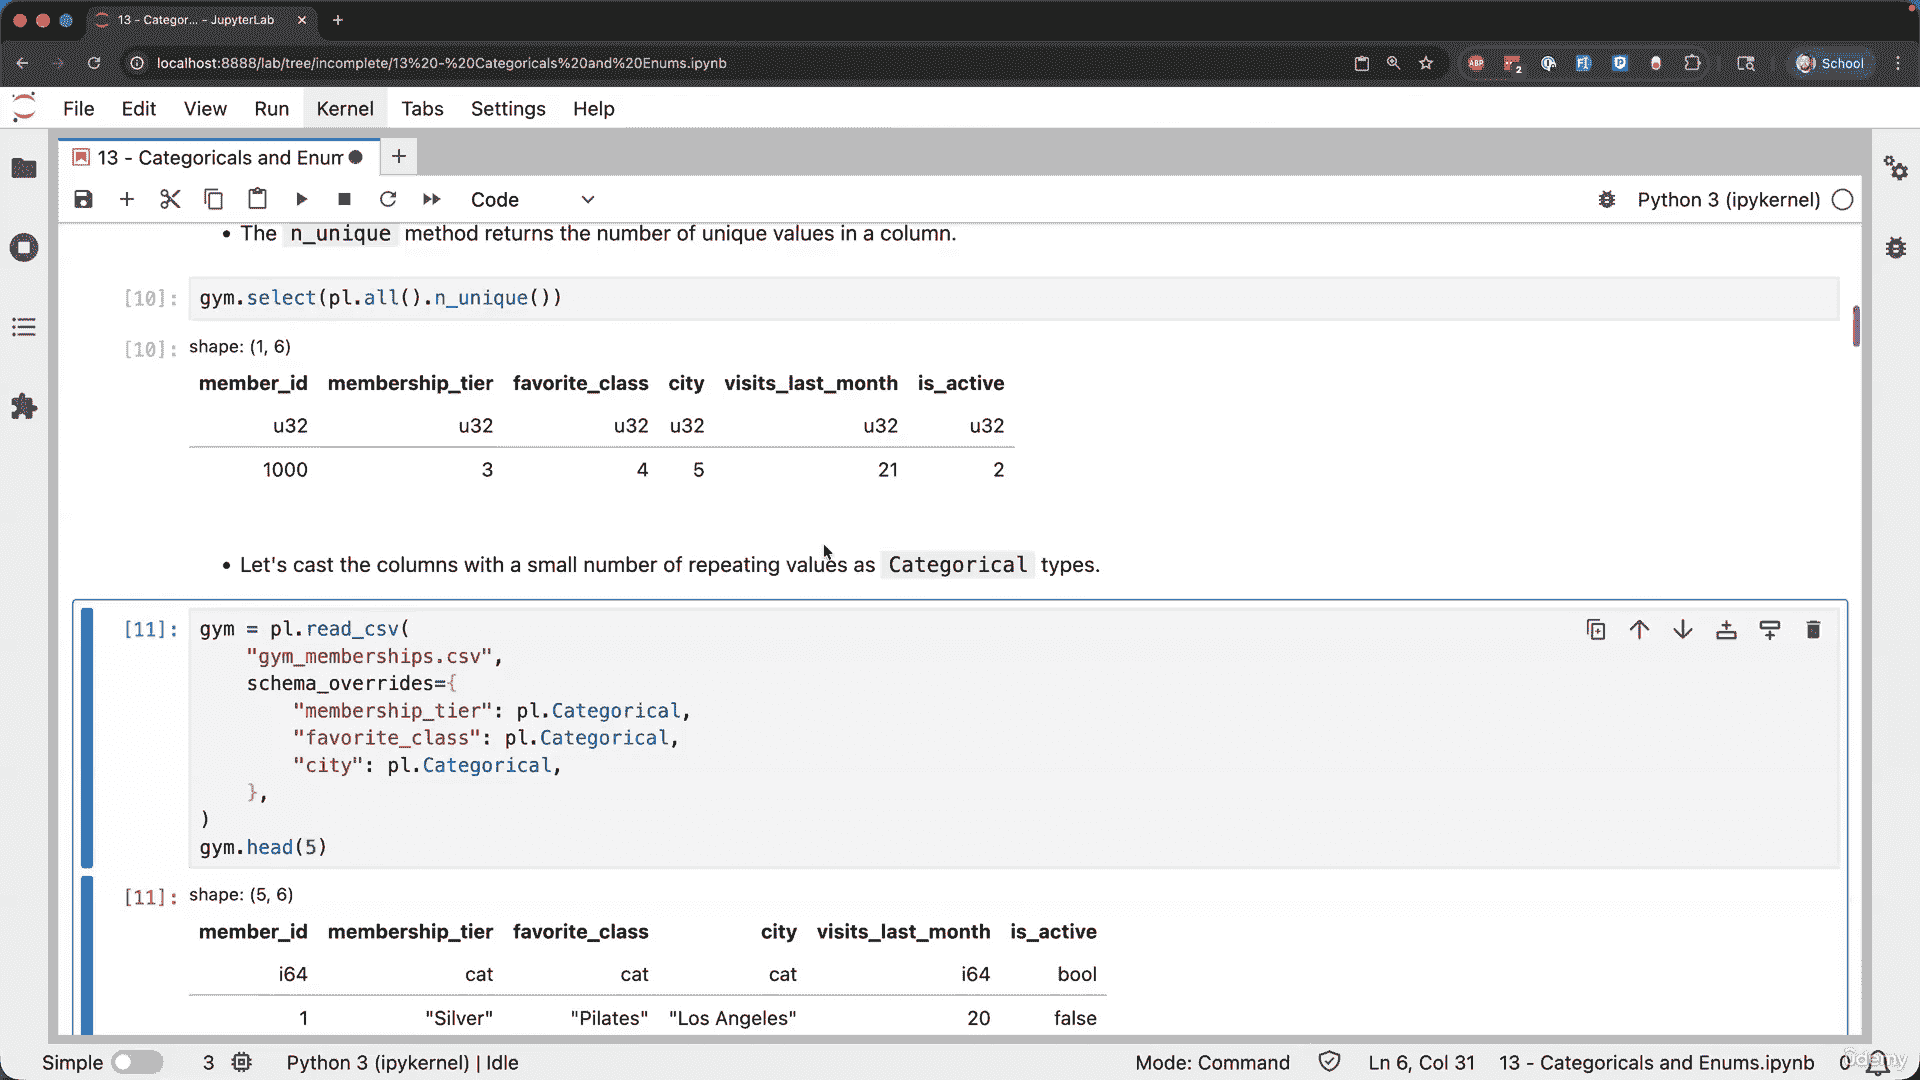 13 - Categor... - JupyterLab
localhost:8888/lab/tree/incomplete/13%20-%20Categoricals%20and%20Enums.ipynb
ABP
2
School
File Edit View Run Kernel Tabs Settings Help
13 - Categoricals and Enum
Code
Python 3 (ipykernel)
• The n_unique method returns the number of unique values in a column.
[10]: gym.select(pl.all().n_unique())
[10]: shape: (1, 6)
member_id membership_tier favorite_class city visits_last_month is_active
u32 u32 u32 u32 u32 u32
1000 3 4 5 21 2
• Let's cast the columns with a small number of repeating values as Categorical types.
[11]: gym = pl.read_csv(
"gym_memberships.csv",
schema_overrides={
"membership_tier": pl.Categorical,
"favorite_class": pl.Categorical,
"city": pl.Categorical,
},
)
gym.head(5)
[11]: shape: (5, 6)
member_id membership_tier favorite_class city visits_last_month is_active
i64 cat cat cat i64 bool
1 "Silver" "Pilates" "Los Angeles" 20 false
Simple 3 Python 3 (ipykernel) | Idle Mode: Command Ln 6, Col 31 13 - Categoricals and Enums.ipynb 0
udemy